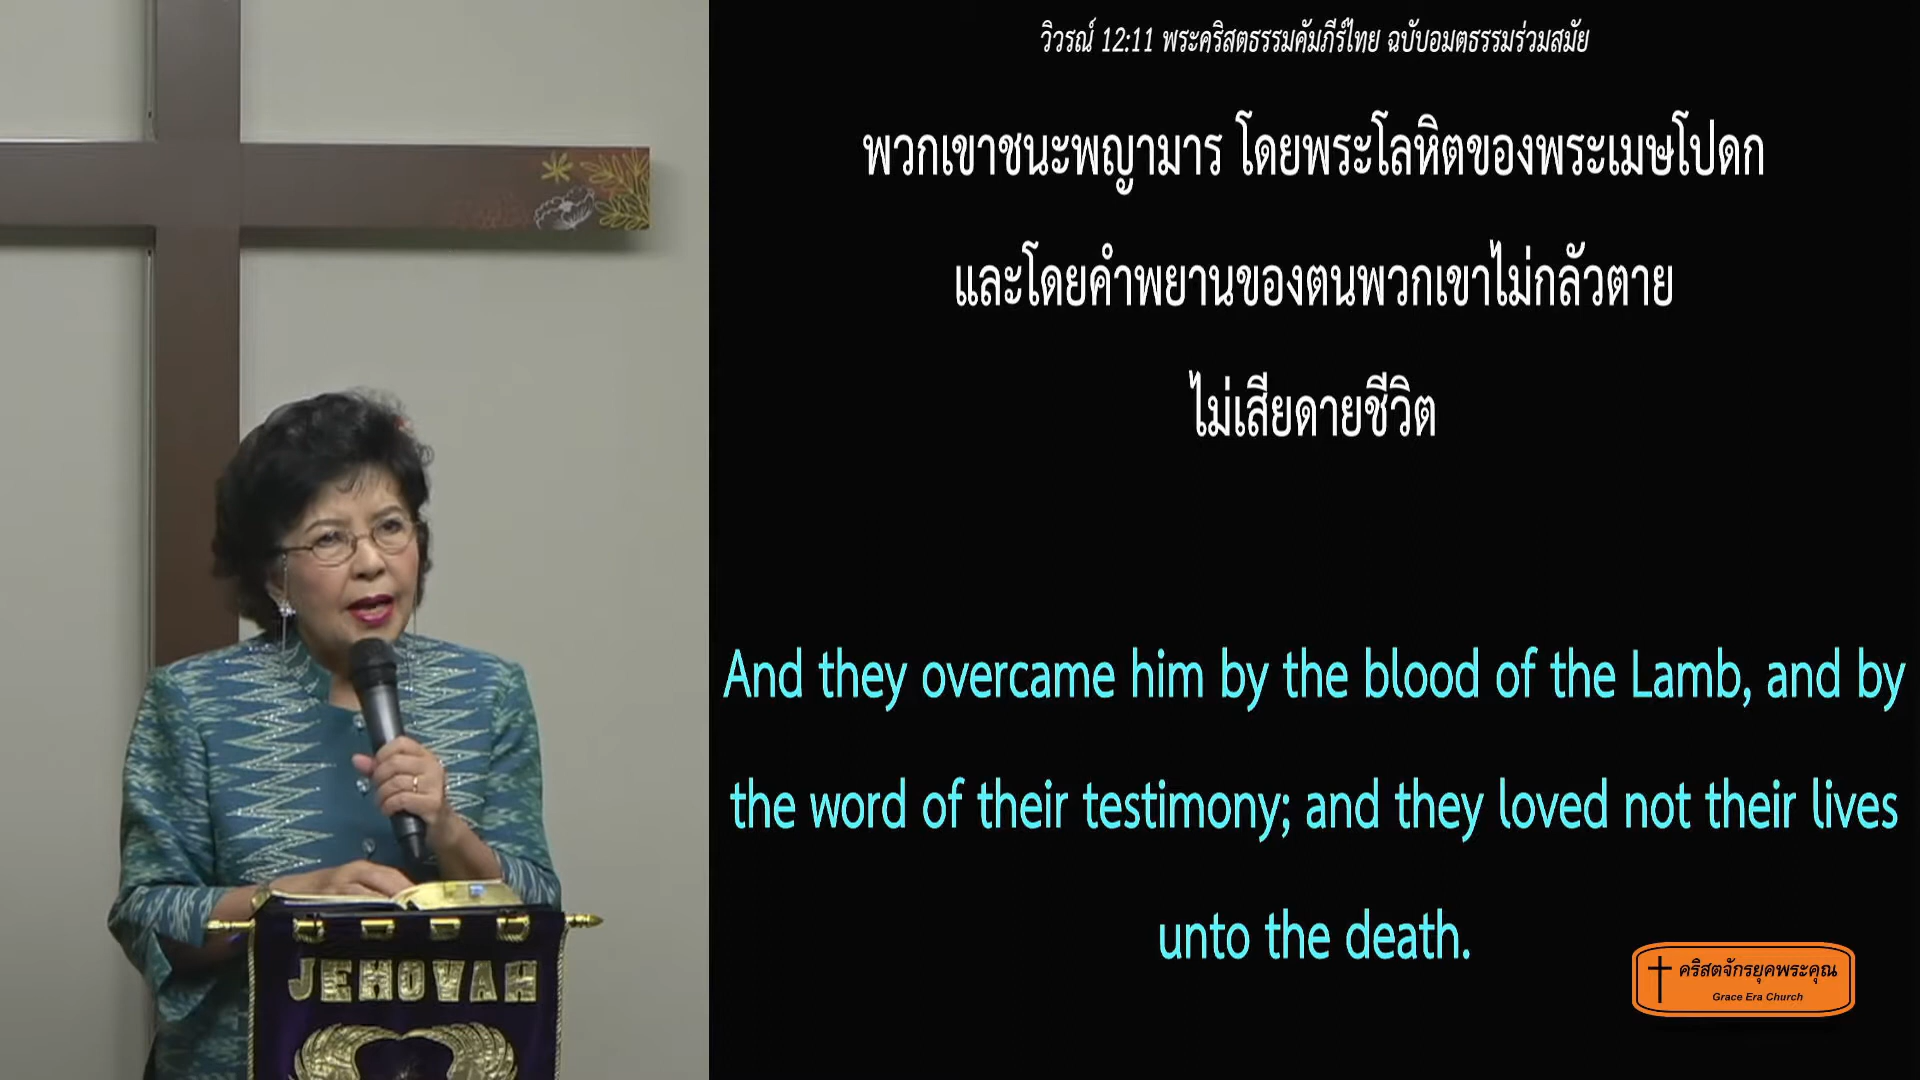 วิวรณ์ 12:11 พระคริสตธรรมคัมภีร์ไทย ฉบับอมตธรรมร่วมสมัย
พวกเขาชนะพญามาร โดยพระโลหิตของพระเมษโปดก
และโดยคำพยานของตนพวกเขาไม่กลัวตาย
ไม่เสียดายชีวิต
And they overcame him by the blood of the Lamb, and by
the word of their testimony; and they loved not their lives
unto the death.
คริสตจักรยุคพระคุณ
Grace Era Church
JEHOVAH